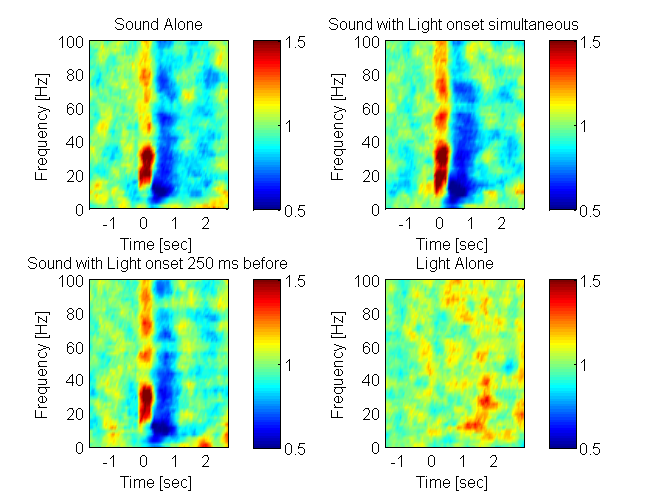 Sound Alone
100
80
60
40
20
0
Frequency [Hz]
-1 0 1 2
Time [sec]
1.5
1
0.5
Sound with Light onset simultaneous
100
80
60
40
20
0
Frequency [Hz]
-1 0 1 2
Time [sec]
1.5
1
0.5
Sound with Light onset 250 ms before
100
80
60
40
20
0
Frequency [Hz]
-1 0 1 2
Time [sec]
1.5
1
0.5
Light Alone
100
80
60
40
20
0
Frequency [Hz]
-1 0 1 2
Time [sec]
1.5
1
0.5